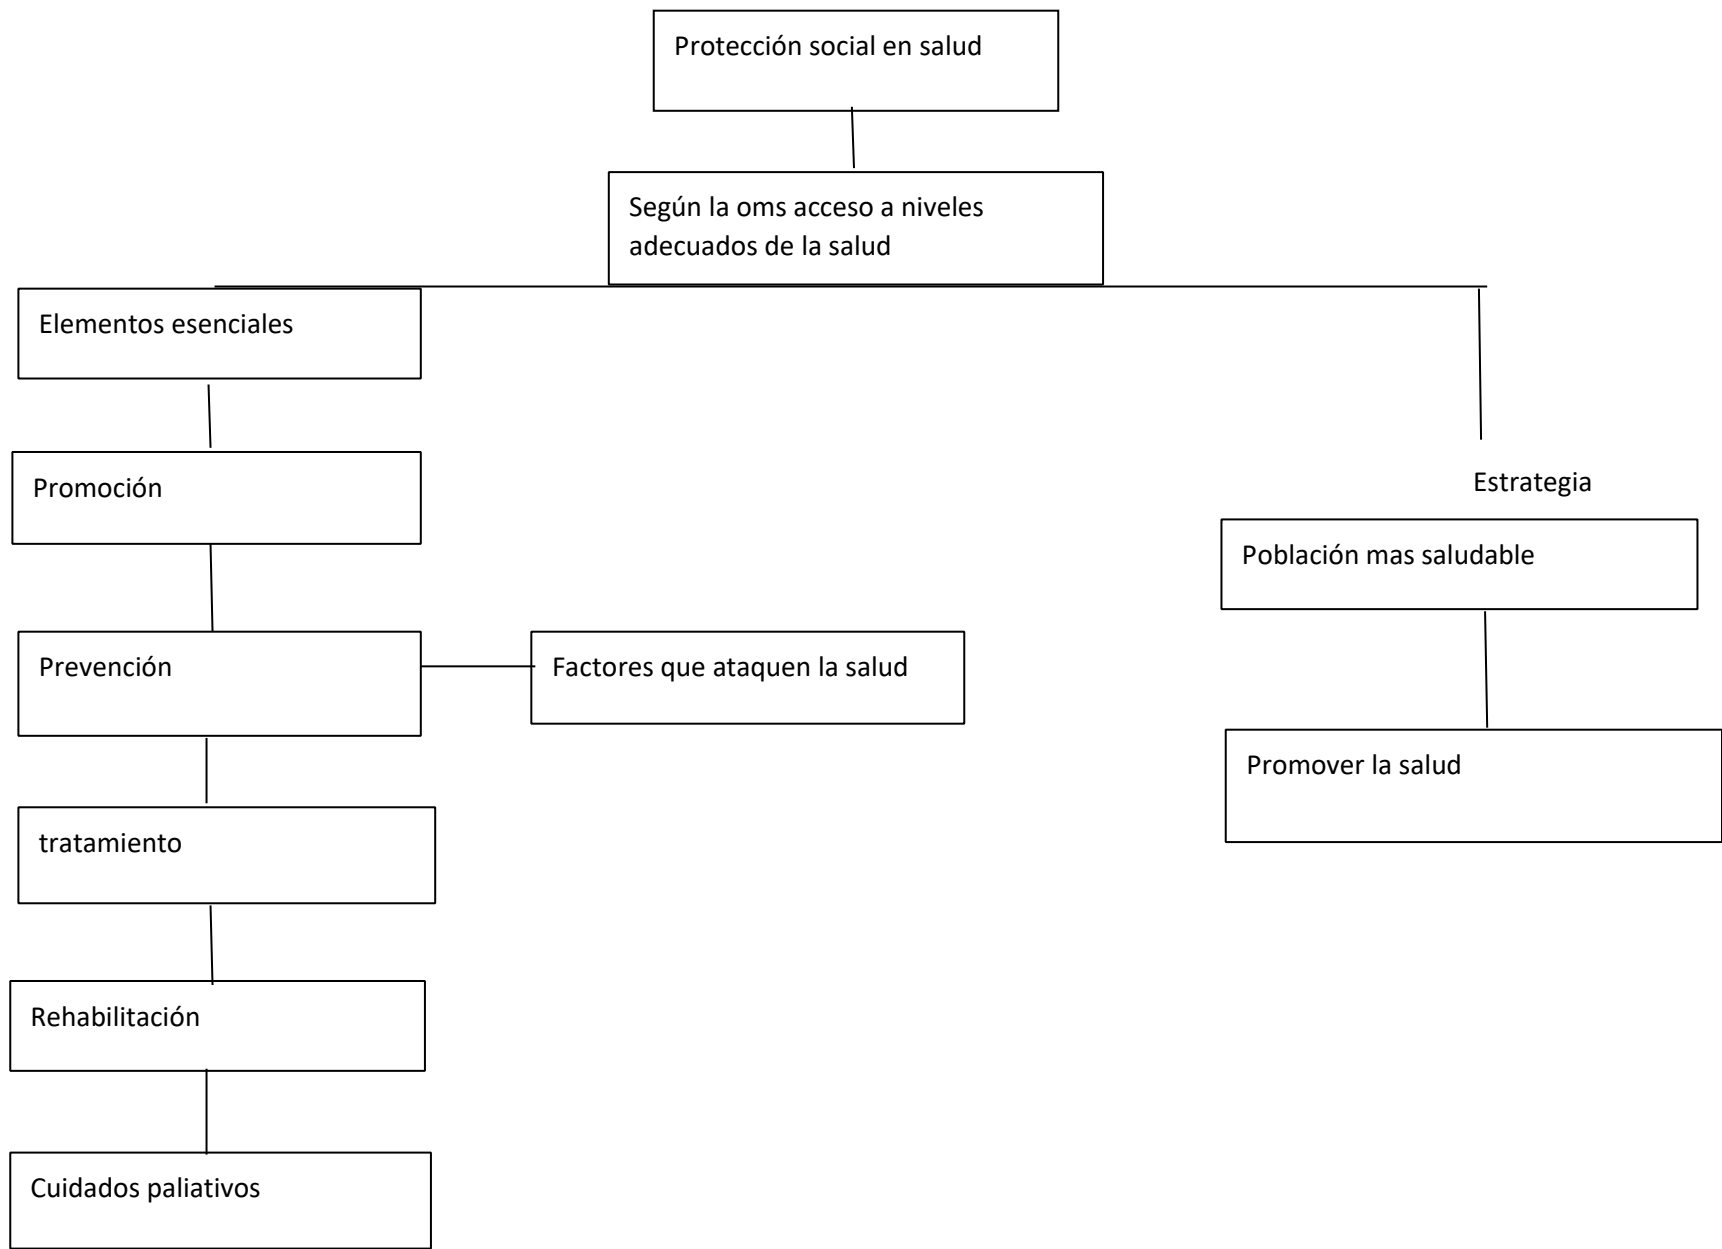 Protección social en salud
Según la oms acceso a niveles
adecuados de la salud
Elementos esenciales
Promoción
Estrategia
Población mas saludable
Prevención
Factores que ataquen la salud
Promover la salud
tratamiento
Rehabilitación
Cuidados paliativos